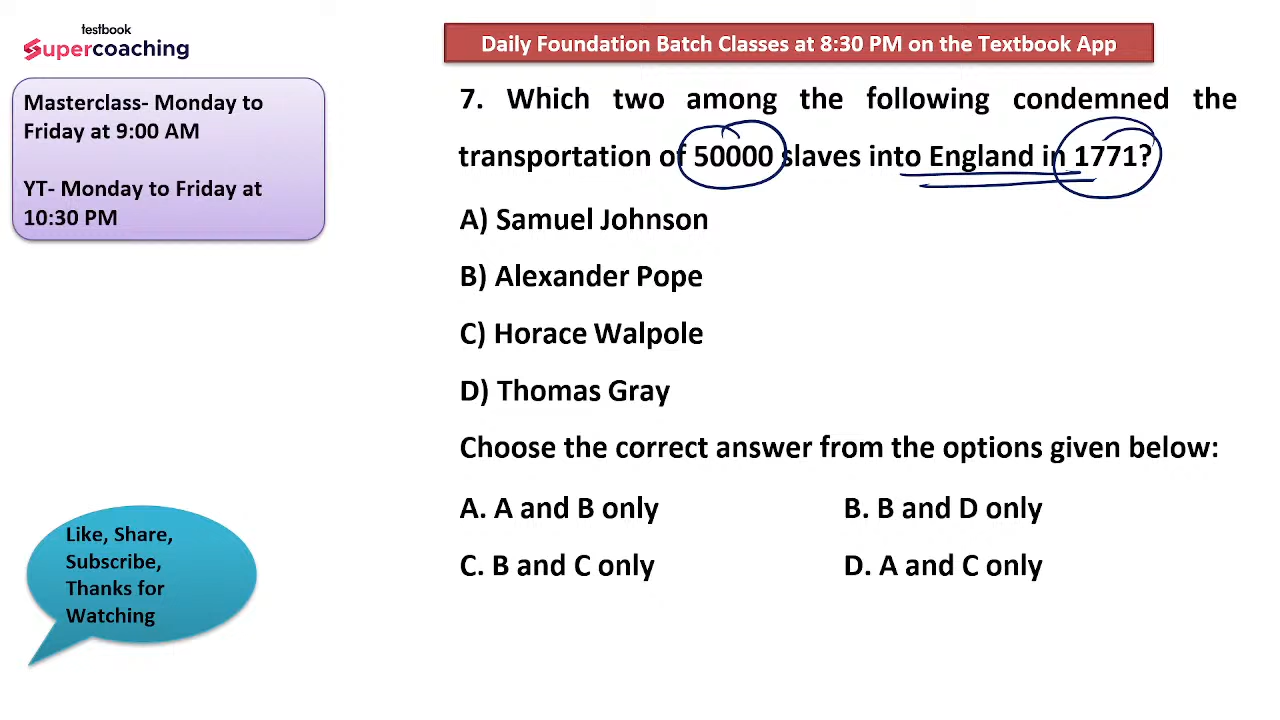 testbook
Supercoaching
Daily Foundation Batch Classes at 8:30 PM on the Textbook App
Masterclass- Monday to
Friday at 9:00 AM
YT- Monday to Friday at
10:30 PM
7. Which two among the following condemned the
transportation of 50000 slaves into England in 1771?
A) Samuel Johnson
B) Alexander Pope
C) Horace Walpole
D) Thomas Gray
Choose the correct answer from the options given below:
A. A and B only
B. B and D only
C. B and C only
D. A and C only
Like, Share,
Subscribe,
Thanks for
Watching